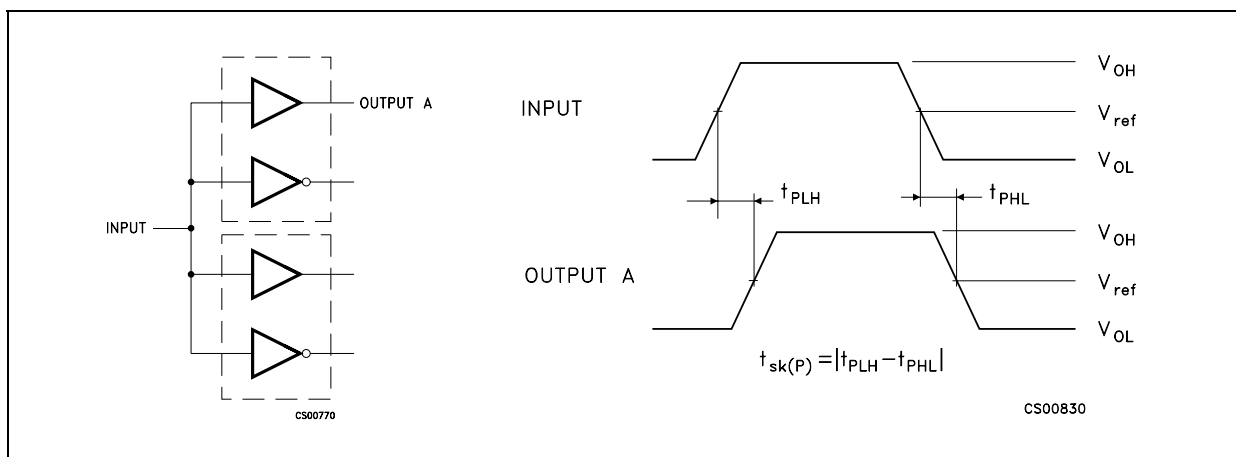 OUTPUT A
INPUT
CS00770
INPUT
V_OH
V_ref
V_OL
t_PLH
t_PHL
OUTPUT A
V_OH
V_ref
V_OL
t_sk(P) = |t_PLH − t_PHL|
CS00830